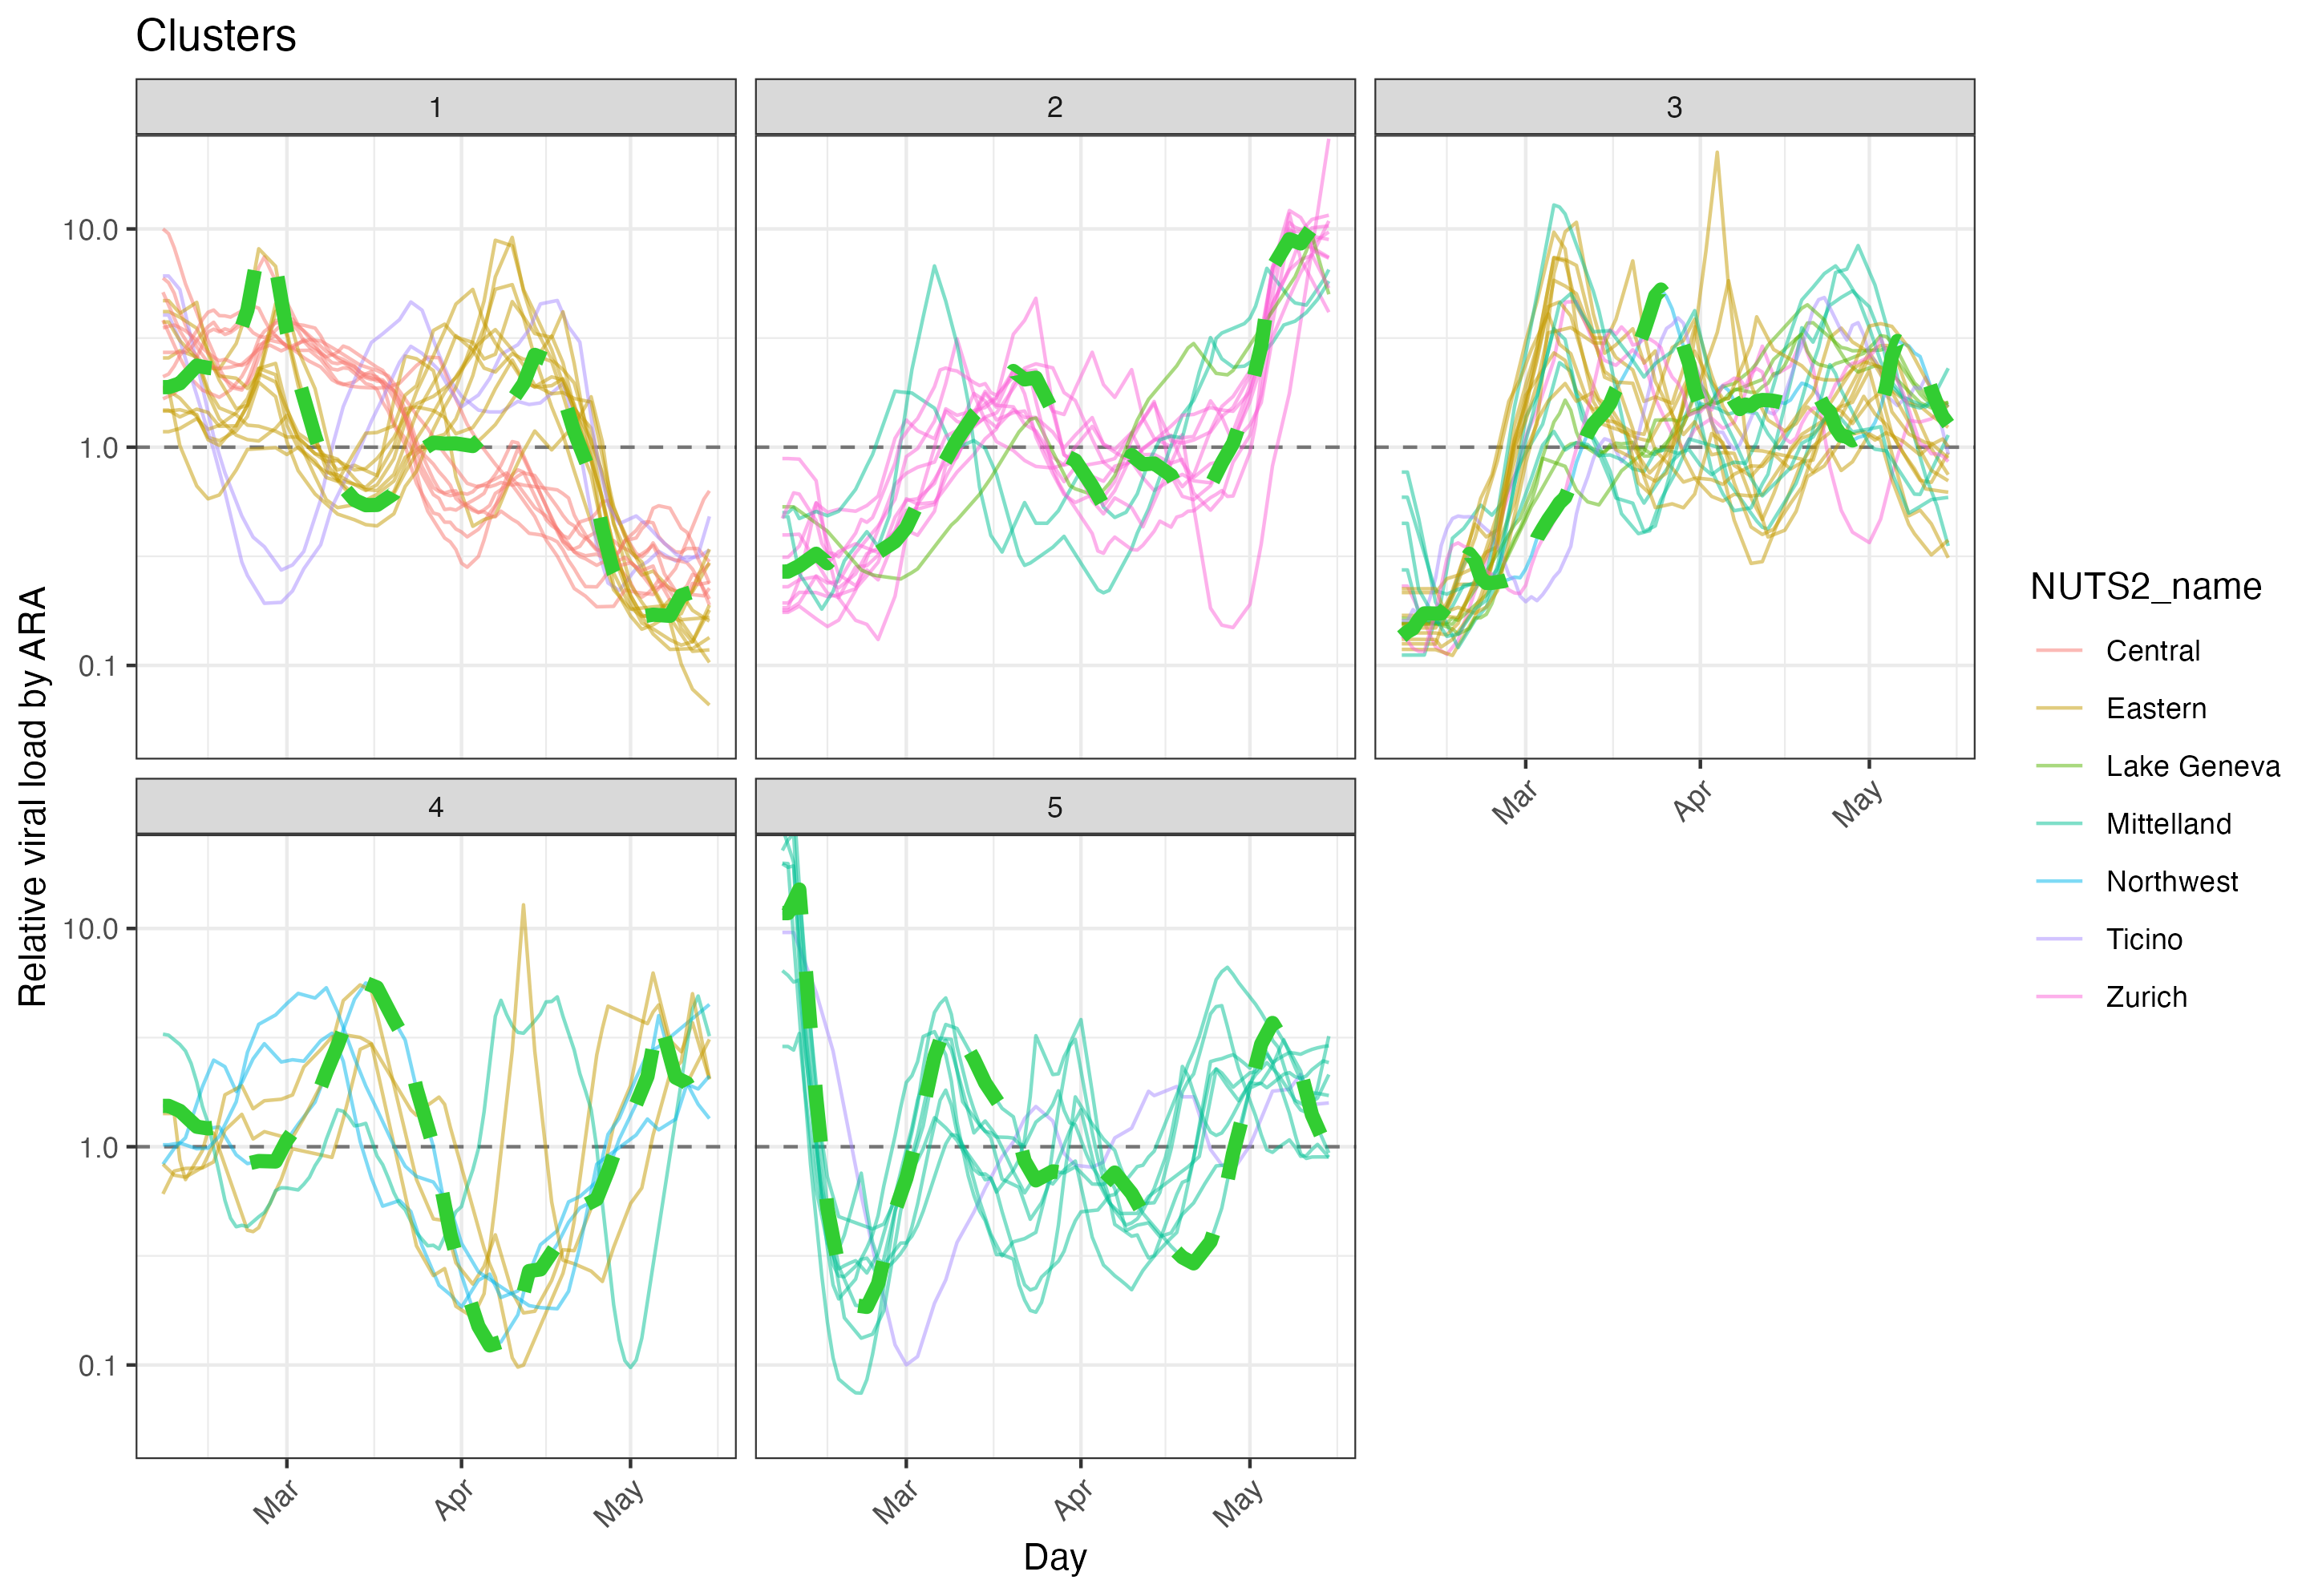 Clusters
1
2
3
10.0
1.0
0.1
Mar
Apr
May
4
5
10.0
1.0
0.1
Mar
Apr
May
Mar
Apr
May
Day
Relative viral load by ARA
NUTS2_name
Central
Eastern
Lake Geneva
Mittelland
Northwest
Ticino
Zurich